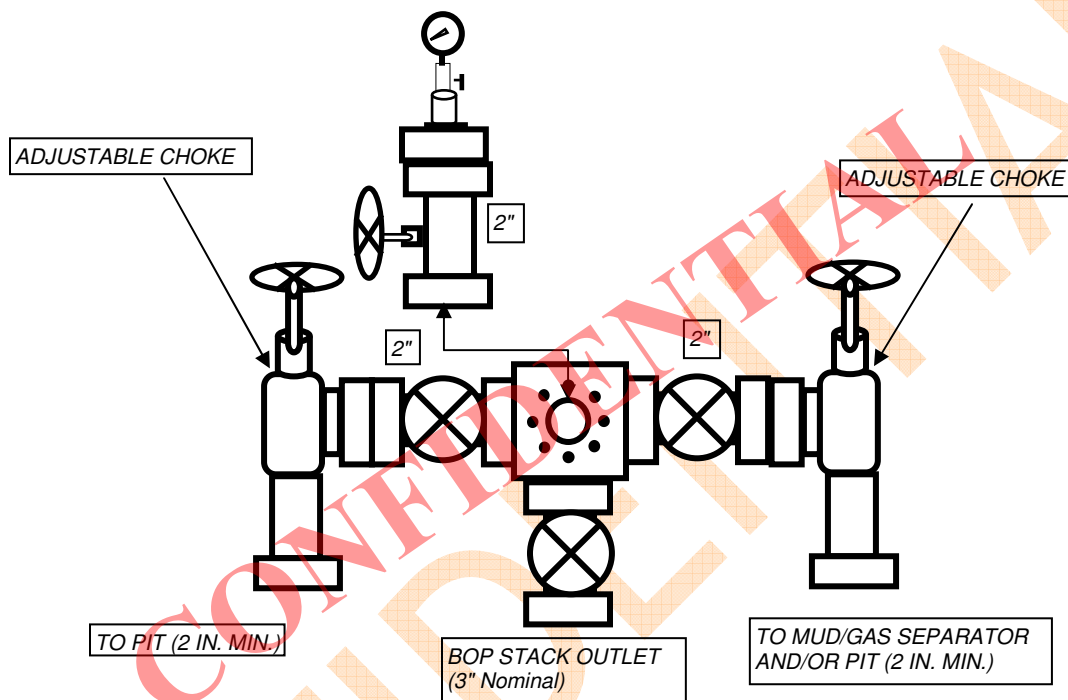 ADJUSTABLE CHOKE
ADJUSTABLE CHOKE
2"
2"
2"
TO PIT (2 IN. MIN.)
BOP STACK OUTLET
(3" Nominal)
TO MUD/GAS SEPARATOR
AND/OR PIT (2 IN. MIN.)
CONFIDENTIAL